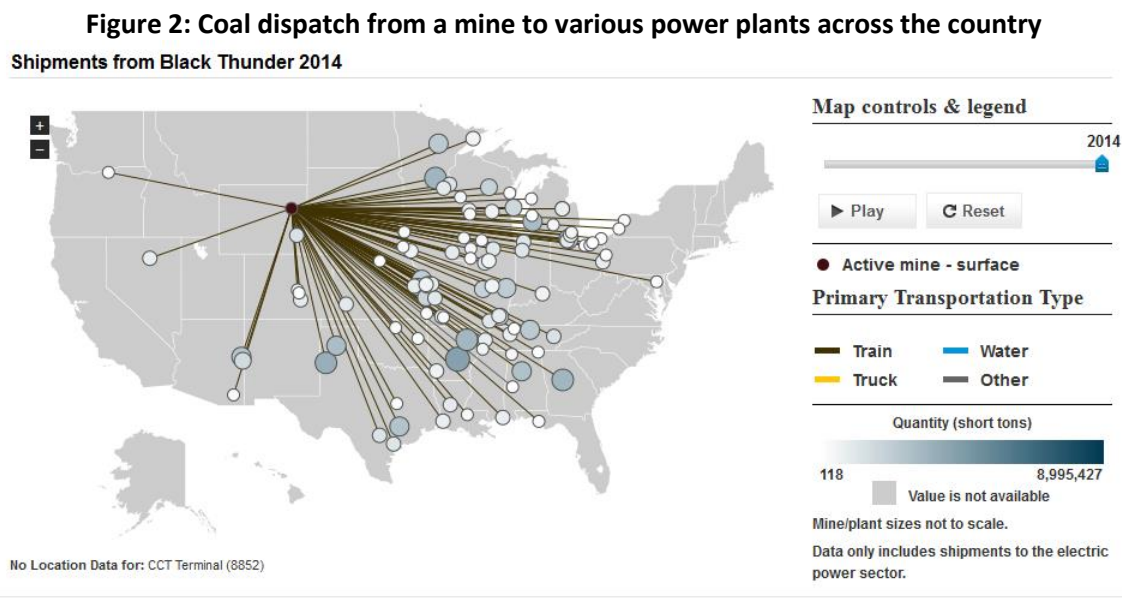 Figure 2: Coal dispatch from a mine to various power plants across the country
Shipments from Black Thunder 2014
+
−
Map controls & legend
2014
Play
Reset
Active mine - surface
Primary Transportation Type
Train
Water
Truck
Other
Quantity (short tons)
118
8,995,427
Value is not available
Mine/plant sizes not to scale.
Data only includes shipments to the electric
power sector.
No Location Data for: CCT Terminal (8852)